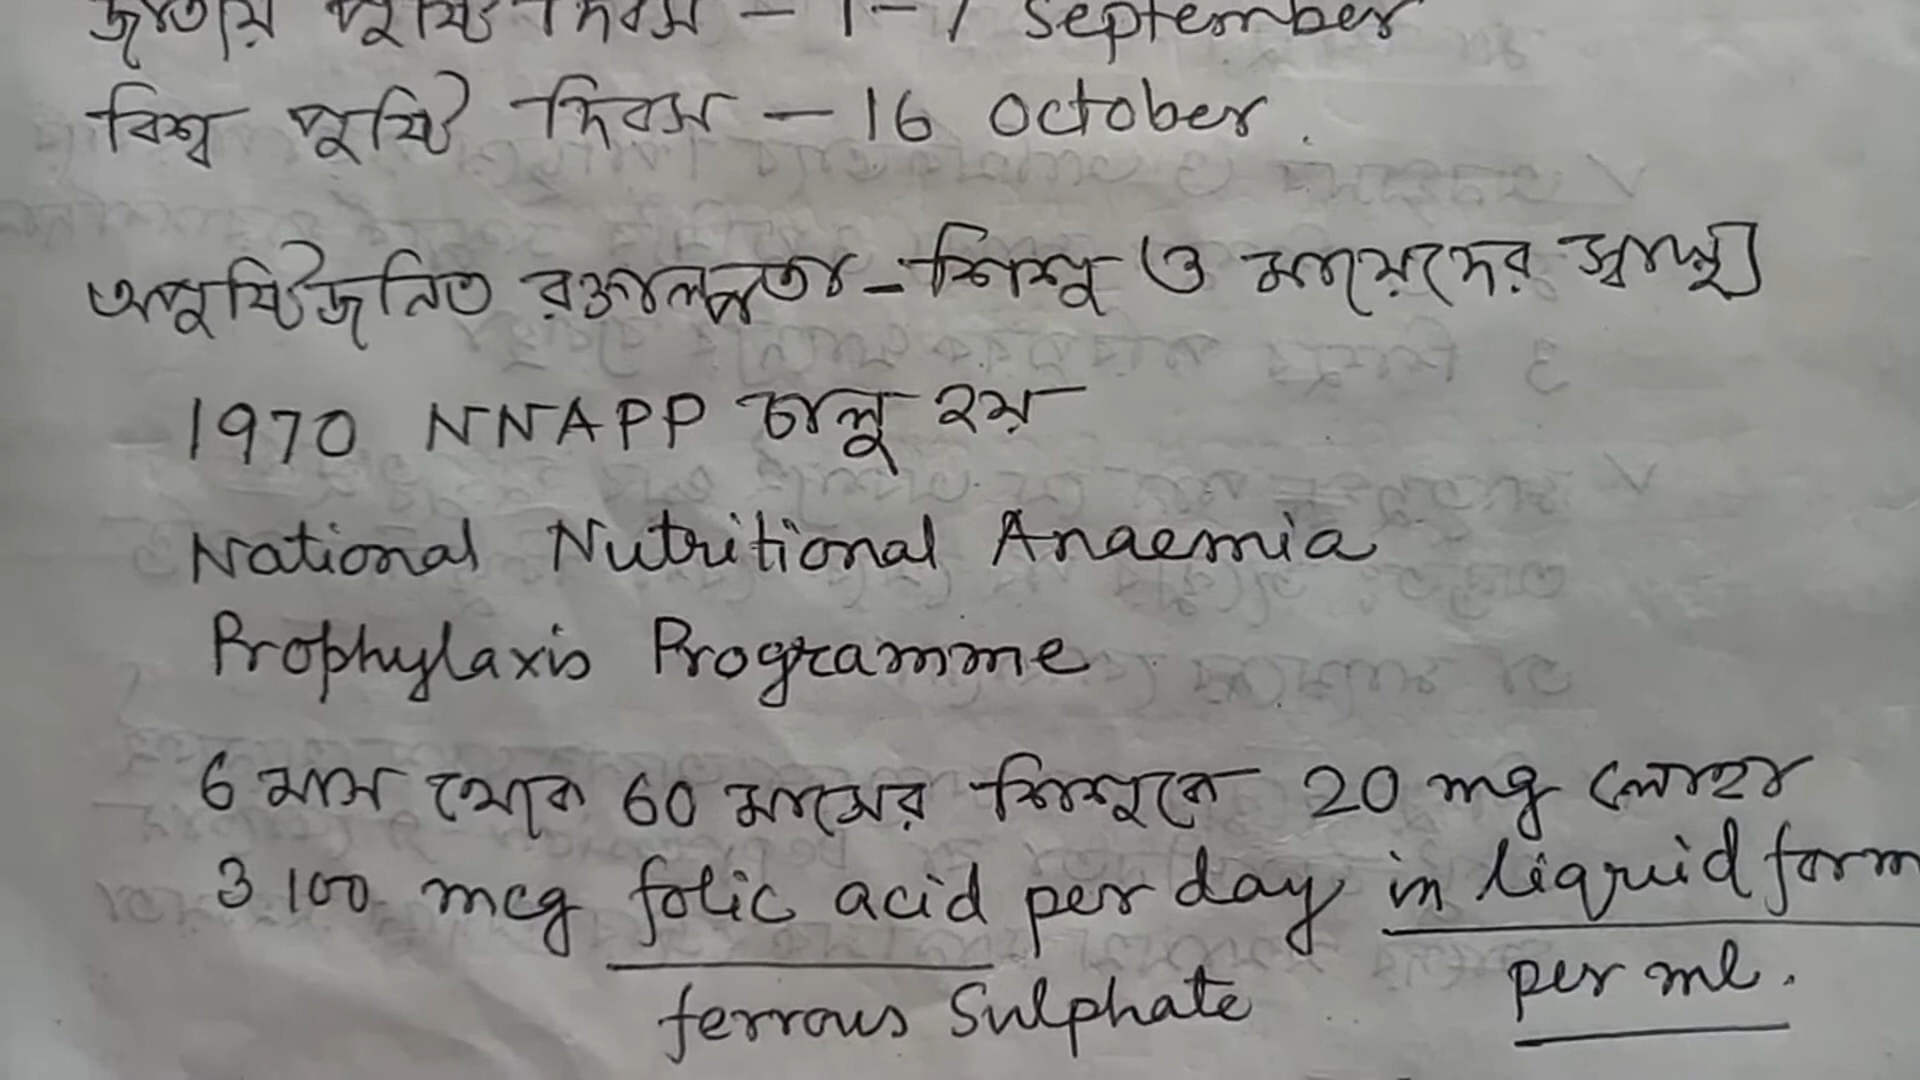 জাতীয় পুষ্টি দিবস - 1-7 September
বিশ্ব পুষ্টি দিবস - 16 October.
অপুষ্টিজনিত রক্তাল্পতা - শিশু ও মায়েদের স্বাস্থ্য
1970 NNAPP চালু হয়
National Nutritional Anaemia
Prophylaxis Programme
6 মাস থেকে 60 মাসের শিশুকে 20 mg লোহা
ও 100 mcg folic acid per day in liquid form
ferrous Sulphate per ml.